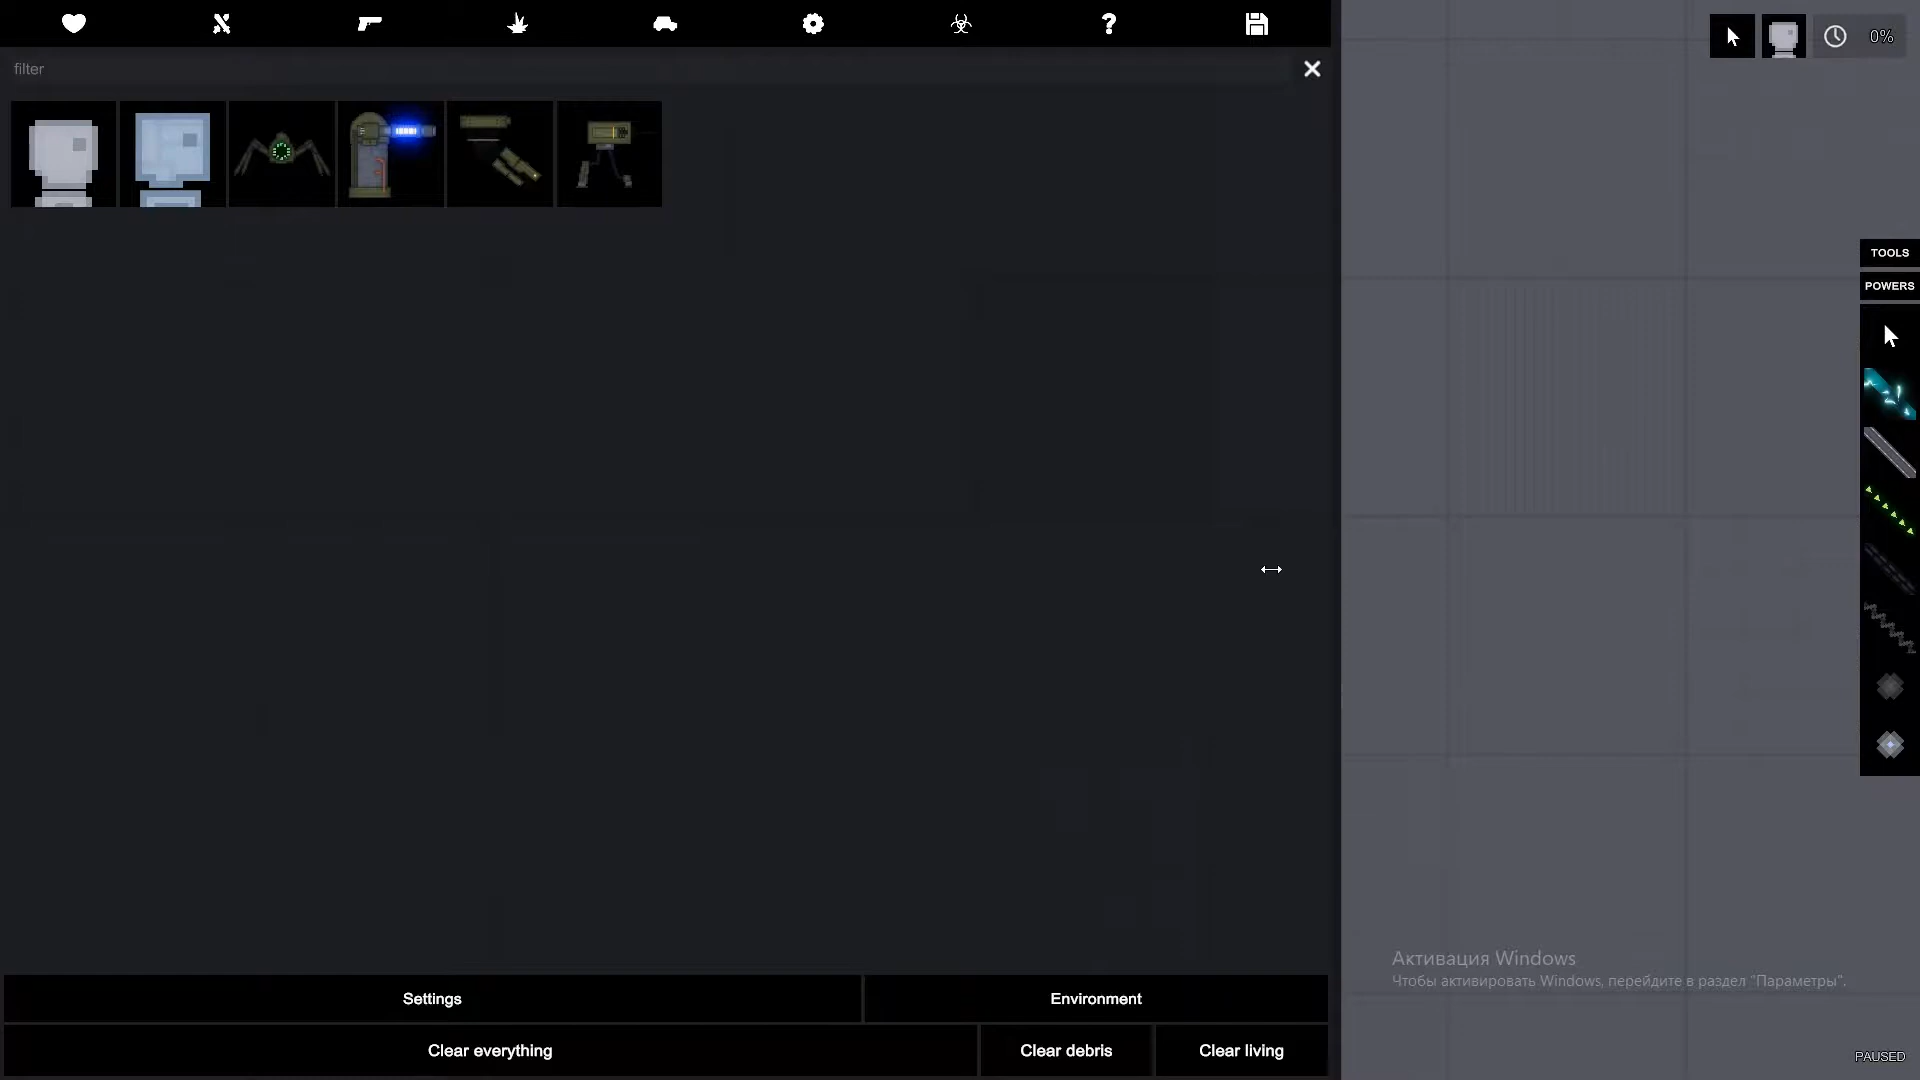 filter
0%
TOOLS
POWERS
Активация Windows
Чтобы активировать Windows, перейдите в раздел "Параметры".
Settings
Environment
Clear everything
Clear debris
Clear living
PAUSED